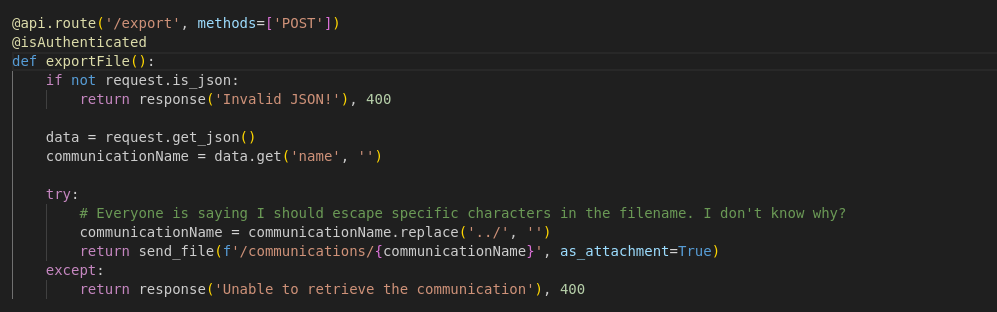 @api.route('/export', methods=['POST'])
@isAuthenticated
def exportFile():
    if not request.is_json:
        return response('Invalid JSON!'), 400

    data = request.get_json()
    communicationName = data.get('name', '')

    try:
        # Everyone is saying I should escape specific characters in the filename. I don't know why?
        communicationName = communicationName.replace('../', '')
        return send_file(f'/communications/{communicationName}', as_attachment=True)
    except:
        return response('Unable to retrieve the communication'), 400